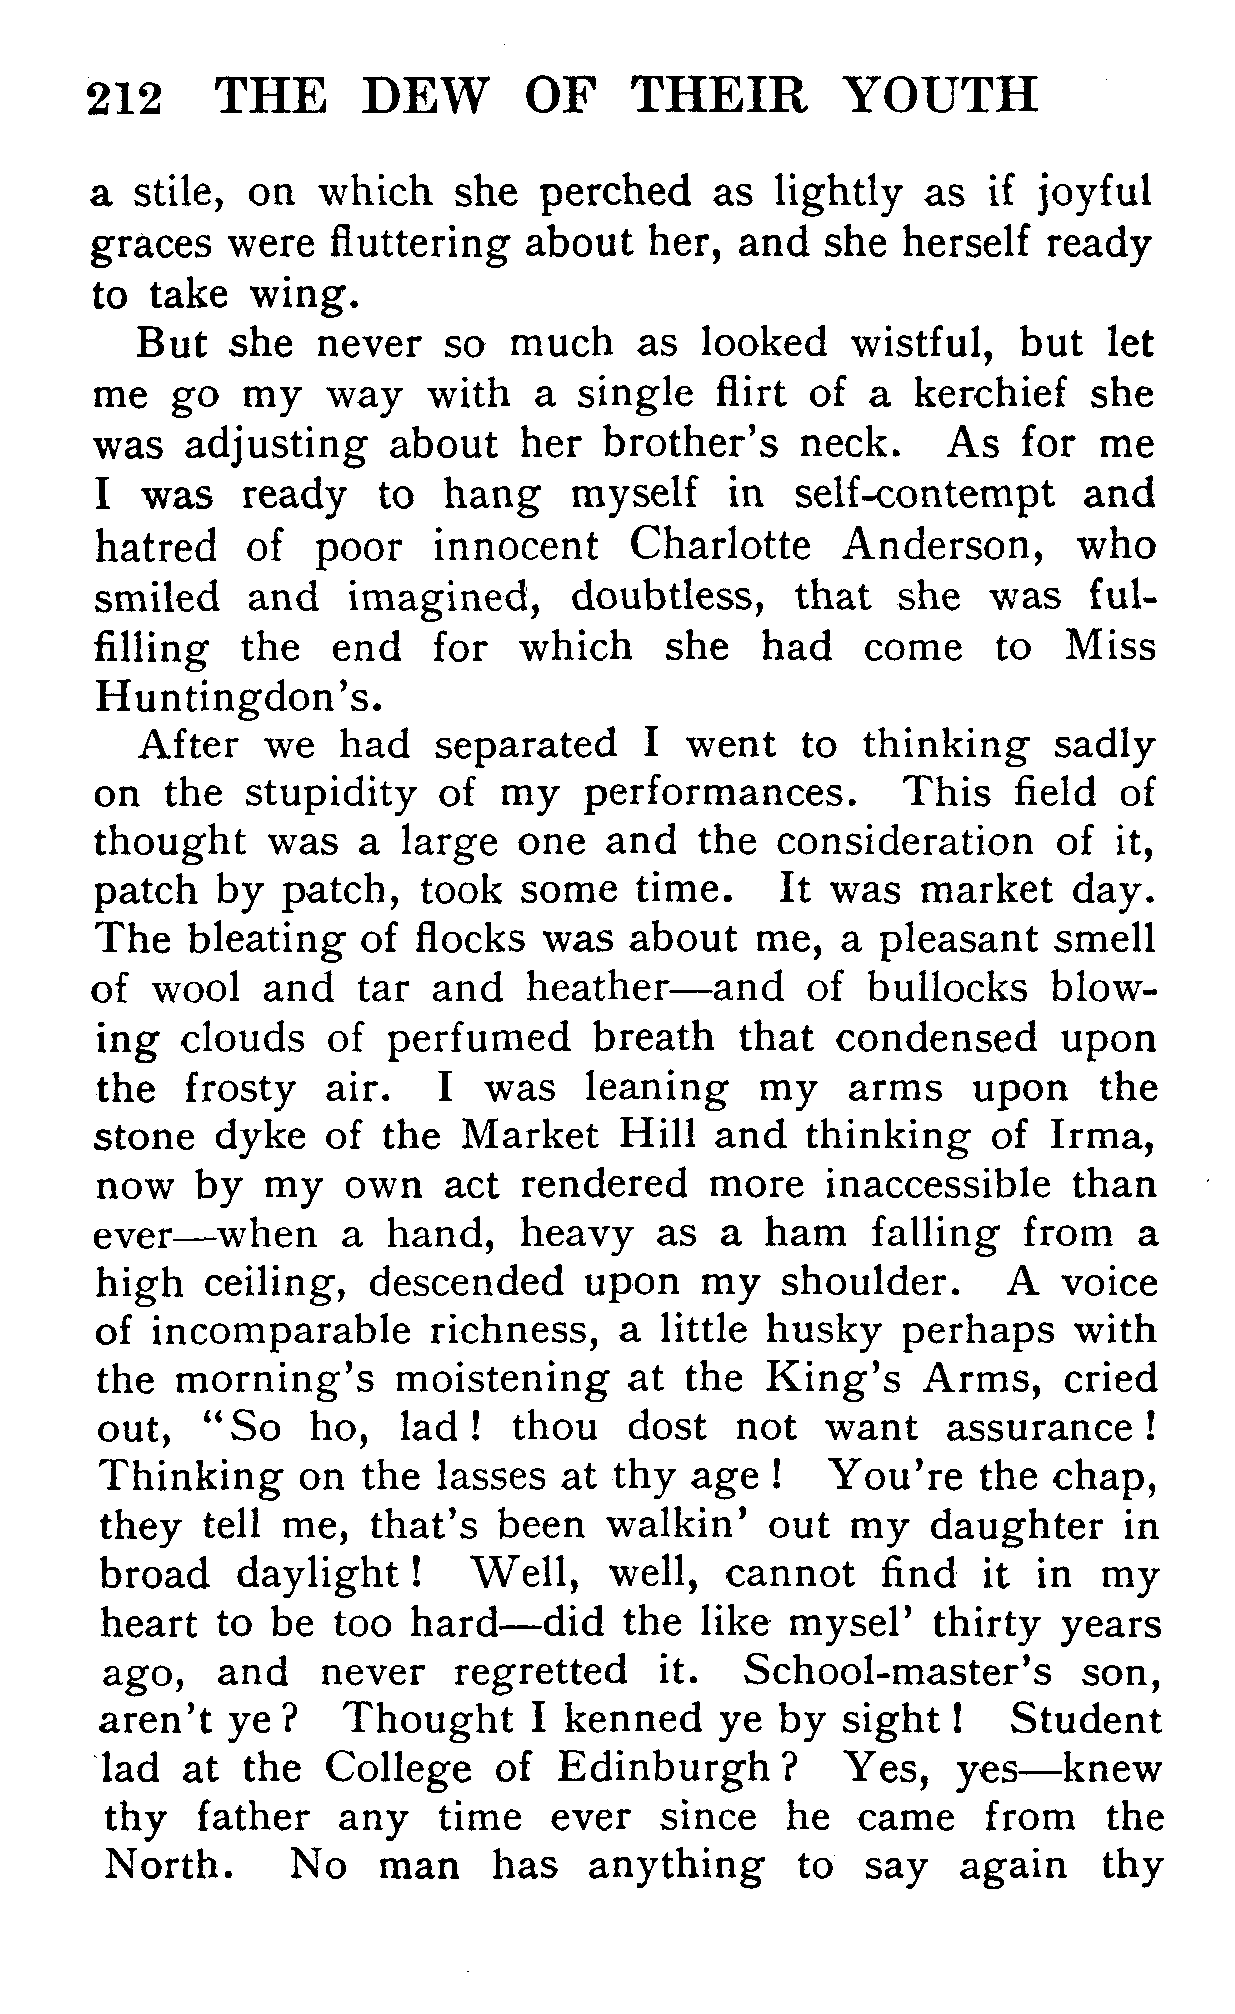 212 THE DEW OF THEIR YOUTH
a stile, on which she perched as lightly as if joyful
graces were fluttering about her, and she herself ready
to take wing.
But she never so much as looked wistful, but let
me go my way with a single flirt of a kerchief she
was adjusting about her brother's neck. As for me
I was ready to hang myself in self-contempt and
hatred of poor innocent Charlotte Anderson, who
smiled and imagined, doubtless, that she was ful-
filling the end for which she had come to Miss
Huntingdon's.
After we had separated I went to thinking sadly
on the stupidity of my performances. This field of
thought was a large one and the consideration of it,
patch by patch, took some time. It was market day.
The bleating of flocks was about me, a pleasant smell
of wool and tar and heather—and of bullocks blow-
ing clouds of perfumed breath that condensed upon
the frosty air. I was leaning my arms upon the
stone dyke of the Market Hill and thinking of Irma,
now by my own act rendered more inaccessible than
ever—when a hand, heavy as a ham falling from a
high ceiling, descended upon my shoulder. A voice
of incomparable richness, a little husky perhaps with
the morning's moistening at the King's Arms, cried
out, "So ho, lad! thou dost not want assurance!
Thinking on the lasses at thy age! You're the chap,
they tell me, that's been walkin' out my daughter in
broad daylight! Well, well, cannot find it in my
heart to be too hard—did the like mysel' thirty years
ago, and never regretted it. School-master's son,
aren't ye? Thought I kenned ye by sight! Student
lad at the College of Edinburgh? Yes, yes—knew
thy father any time ever since he came from the
North. No man has anything to say again thy